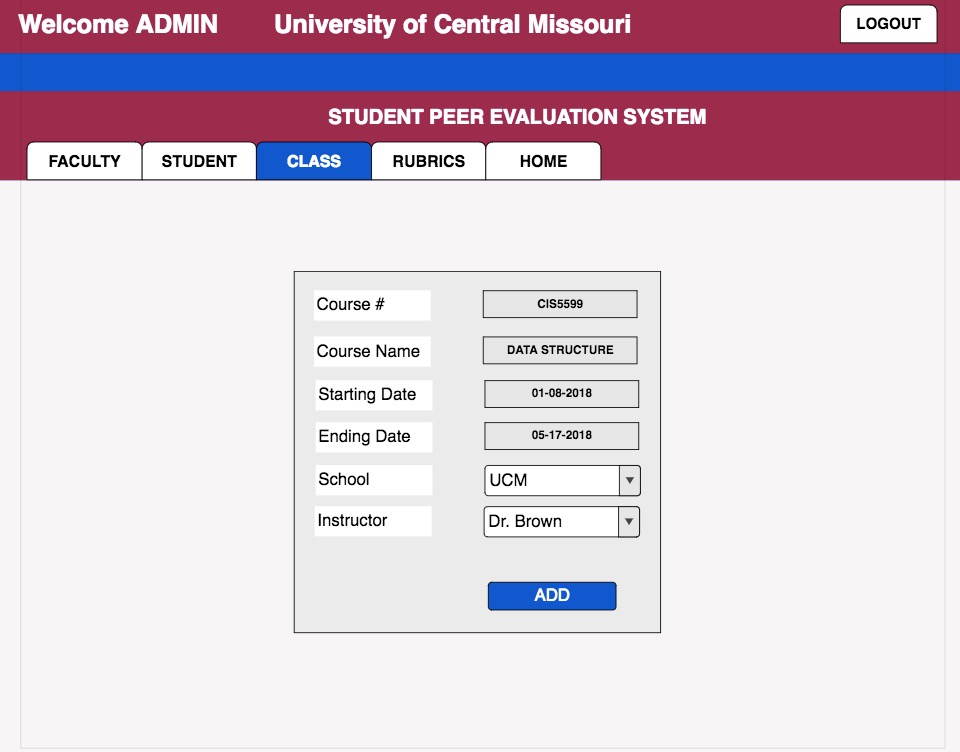 Welcome ADMIN University of Central Missouri LOGOUT
STUDENT PEER EVALUATION SYSTEM
FACULTY STUDENT CLASS RUBRICS HOME
Course # CIS5599
Course Name DATA STRUCTURE
Starting Date 01-08-2018
Ending Date 05-17-2018
School UCM
Instructor Dr. Brown
ADD